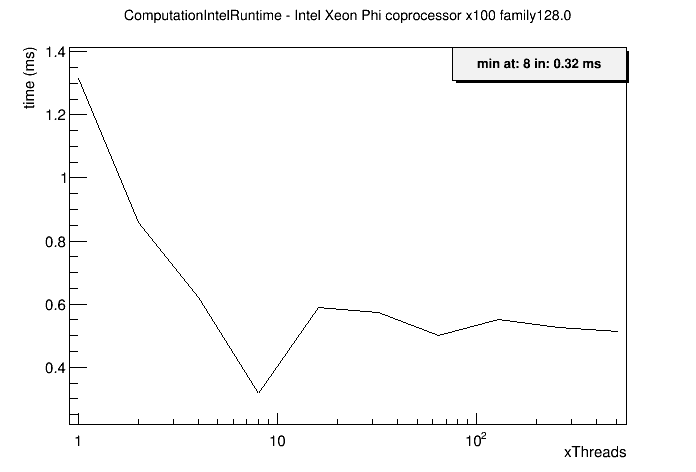 ComputationIntelRuntime - Intel Xeon Phi coprocessor x100 family128.0
min at: 8 in: 0.32 ms
time (ms)
1.4
1.2
1
0.8
0.6
0.4
1 10 10²
xThreads